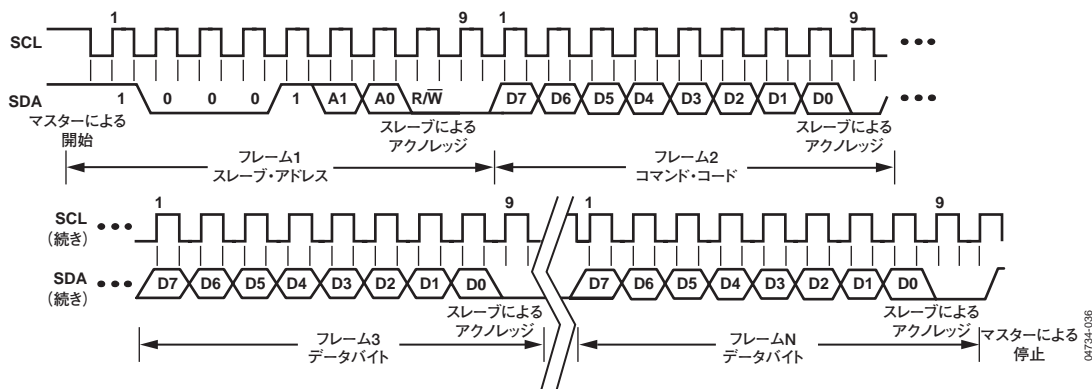 1 9 1 9
SCL
SDA 1 0 0 0 1 A1 A0 R/W̅ D7 D6 D5 D4 D3 D2 D1 D0
マスターによる
開始
スレーブによる
アクノレッジ
スレーブによる
アクノレッジ
フレーム1
スレーブ・アドレス
フレーム2
コマンド・コード
1 9 1 9
SCL
(続き)
SDA
(続き)
D7 D6 D5 D4 D3 D2 D1 D0 D7 D6 D5 D4 D3 D2 D1 D0
スレーブによる
アクノレッジ
スレーブによる
アクノレッジ
マスターによる
停止
フレーム3
データバイト
フレームN
データバイト
04734-036